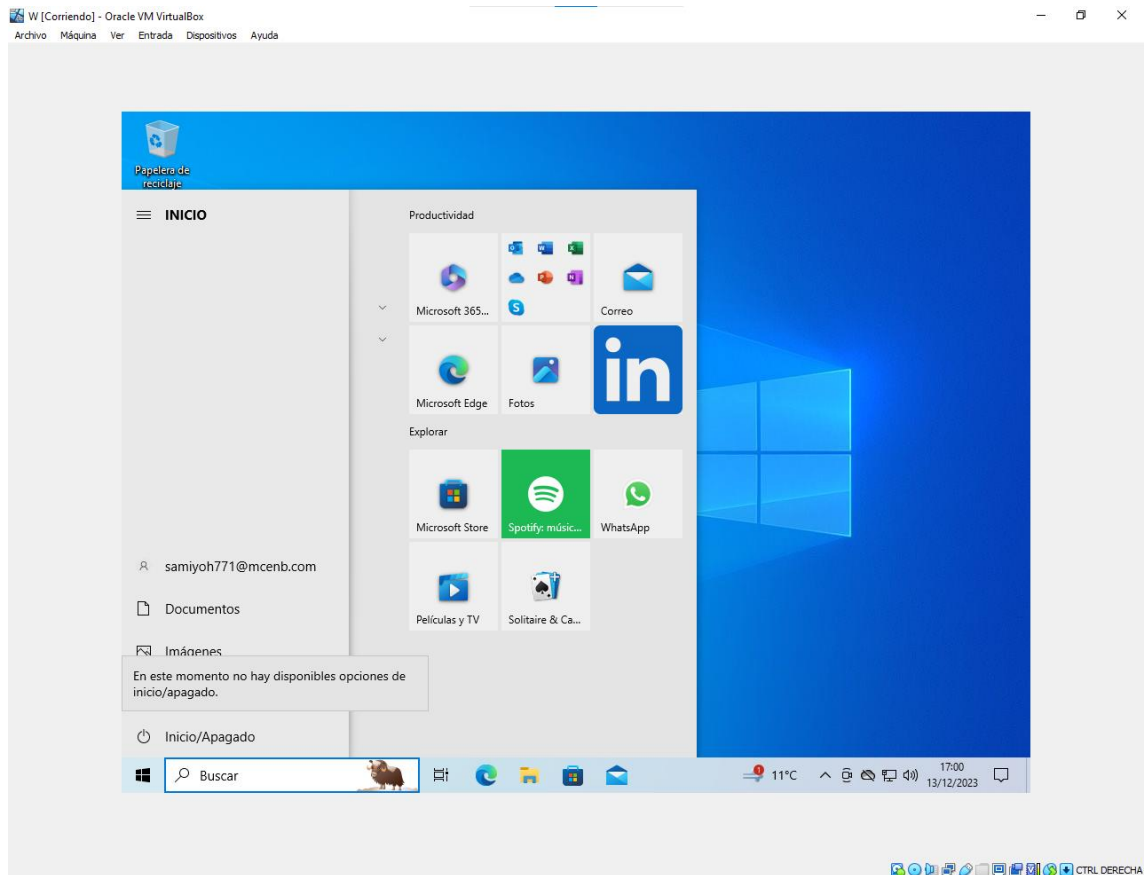 W [Corriendo] - Oracle VM VirtualBox
Archivo Máquina Ver Entrada Dispositivos Ayuda
Papelera de
reciclaje
INICIO
Productividad
Microsoft 365...
Correo
Microsoft Edge
Fotos
in
Explorar
Microsoft Store
Spotify: músic...
WhatsApp
Películas y TV
Solitaire & Ca...
samiyoh771@mcenb.com
Documentos
Imágenes
En este momento no hay disponibles opciones de
inicio/apagado.
Inicio/Apagado
Buscar
1
11°C
17:00
13/12/2023
CTRL DERECHA